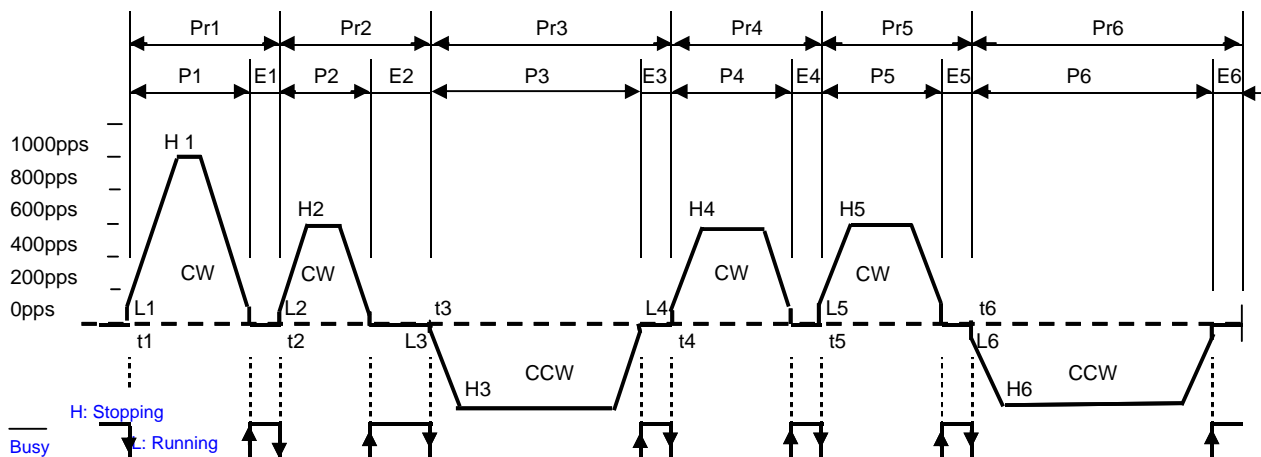 Pr1 Pr2 Pr3 Pr4 Pr5 Pr6
P1 E1 P2 E2 P3 E3 P4 E4 P5 E5 P6 E6
1000pps
800pps
600pps
400pps
200pps
0pps
H 1
H2
H4
H5
CW
CW
CW
CW
L1 L2 t3 L4 L5 t6
t1 t2 L3 t4 t5 L6
H3 CCW H6 CCW
H: Stopping
L: Running
Busy